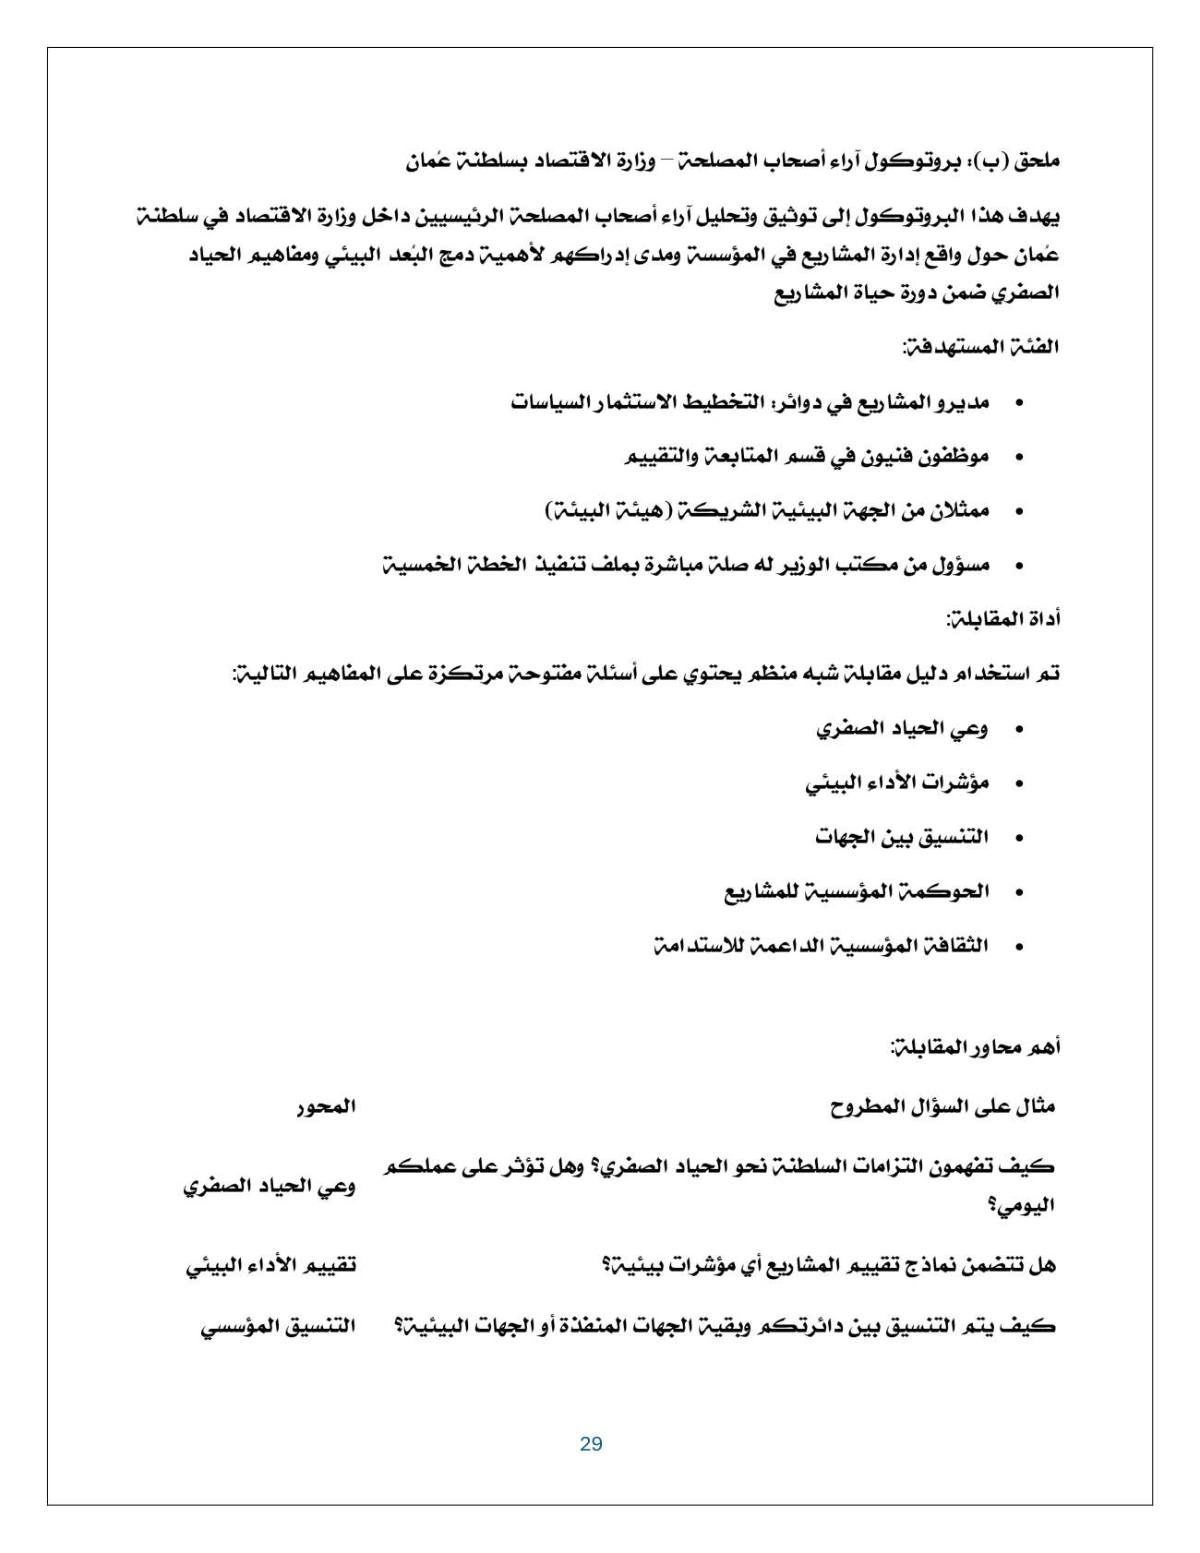 ملحق (ب): بروتوكول آراء أصحاب المصلحة – وزارة الاقتصاد بسلطنة عُمان
يهدف هذا البروتوكول إلى توثيق وتحليل آراء أصحاب المصلحة الرئيسيين داخل وزارة الاقتصاد في سلطنة
عُمان حول واقع إدارة المشاريع في المؤسسة ومدى إدراكهم لأهمية دمج البُعد البيئي ومفاهيم الحياد
الصفري ضمن دورة حياة المشاريع
الفئة المستهدفة:
• مديرو المشاريع في دوائر: التخطيط الاستثمار السياسات
• موظفون فنيون في قسم المتابعة والتقييم
• ممثلان من الجهة البيئية الشريكة (هيئة البيئة)
• مسؤول من مكتب الوزير له صلة مباشرة بملف تنفيذ الخطة الخمسية
أداة المقابلة:
تم استخدام دليل مقابلة شبه منظم يحتوي على أسئلة مفتوحة مرتكزة على المفاهيم التالية:
• وعي الحياد الصفري
• مؤشرات الأداء البيئي
• التنسيق بين الجهات
• الحوكمة المؤسسية للمشاريع
• الثقافة المؤسسية الداعمة للاستدامة
أهم محاور المقابلة:
مثال على السؤال المطروح المحور
كيف تفهمون التزامات السلطنة نحو الحياد الصفري؟ وهل تؤثر على عملكم
اليومي؟ وعي الحياد الصفري
هل تتضمن نماذج تقييم المشاريع أي مؤشرات بيئية؟ تقييم الأداء البيئي
كيف يتم التنسيق بين دائرتكم وبقية الجهات المنفذة أو الجهات البيئية؟ التنسيق المؤسسي
29